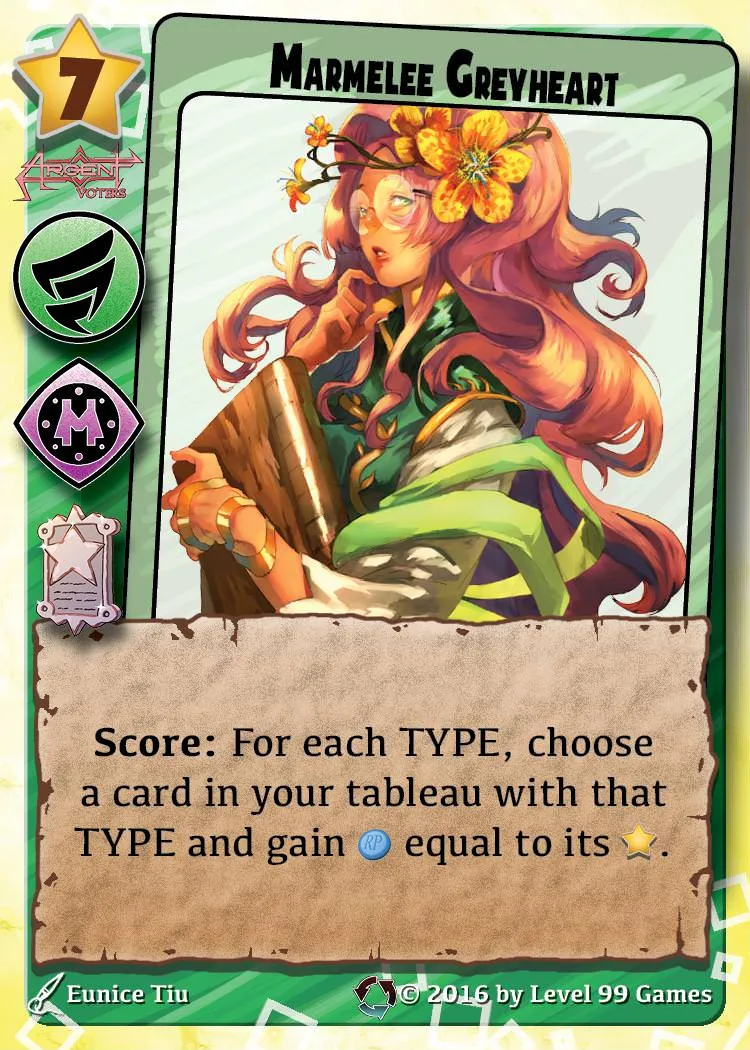 Marmelee Greyheart
7
Argent
Voters
M
Score: For each TYPE, choose
a card in your tableau with that
TYPE and gain RP equal to its .
Eunice Tiu
© 2016 by Level 99 Games